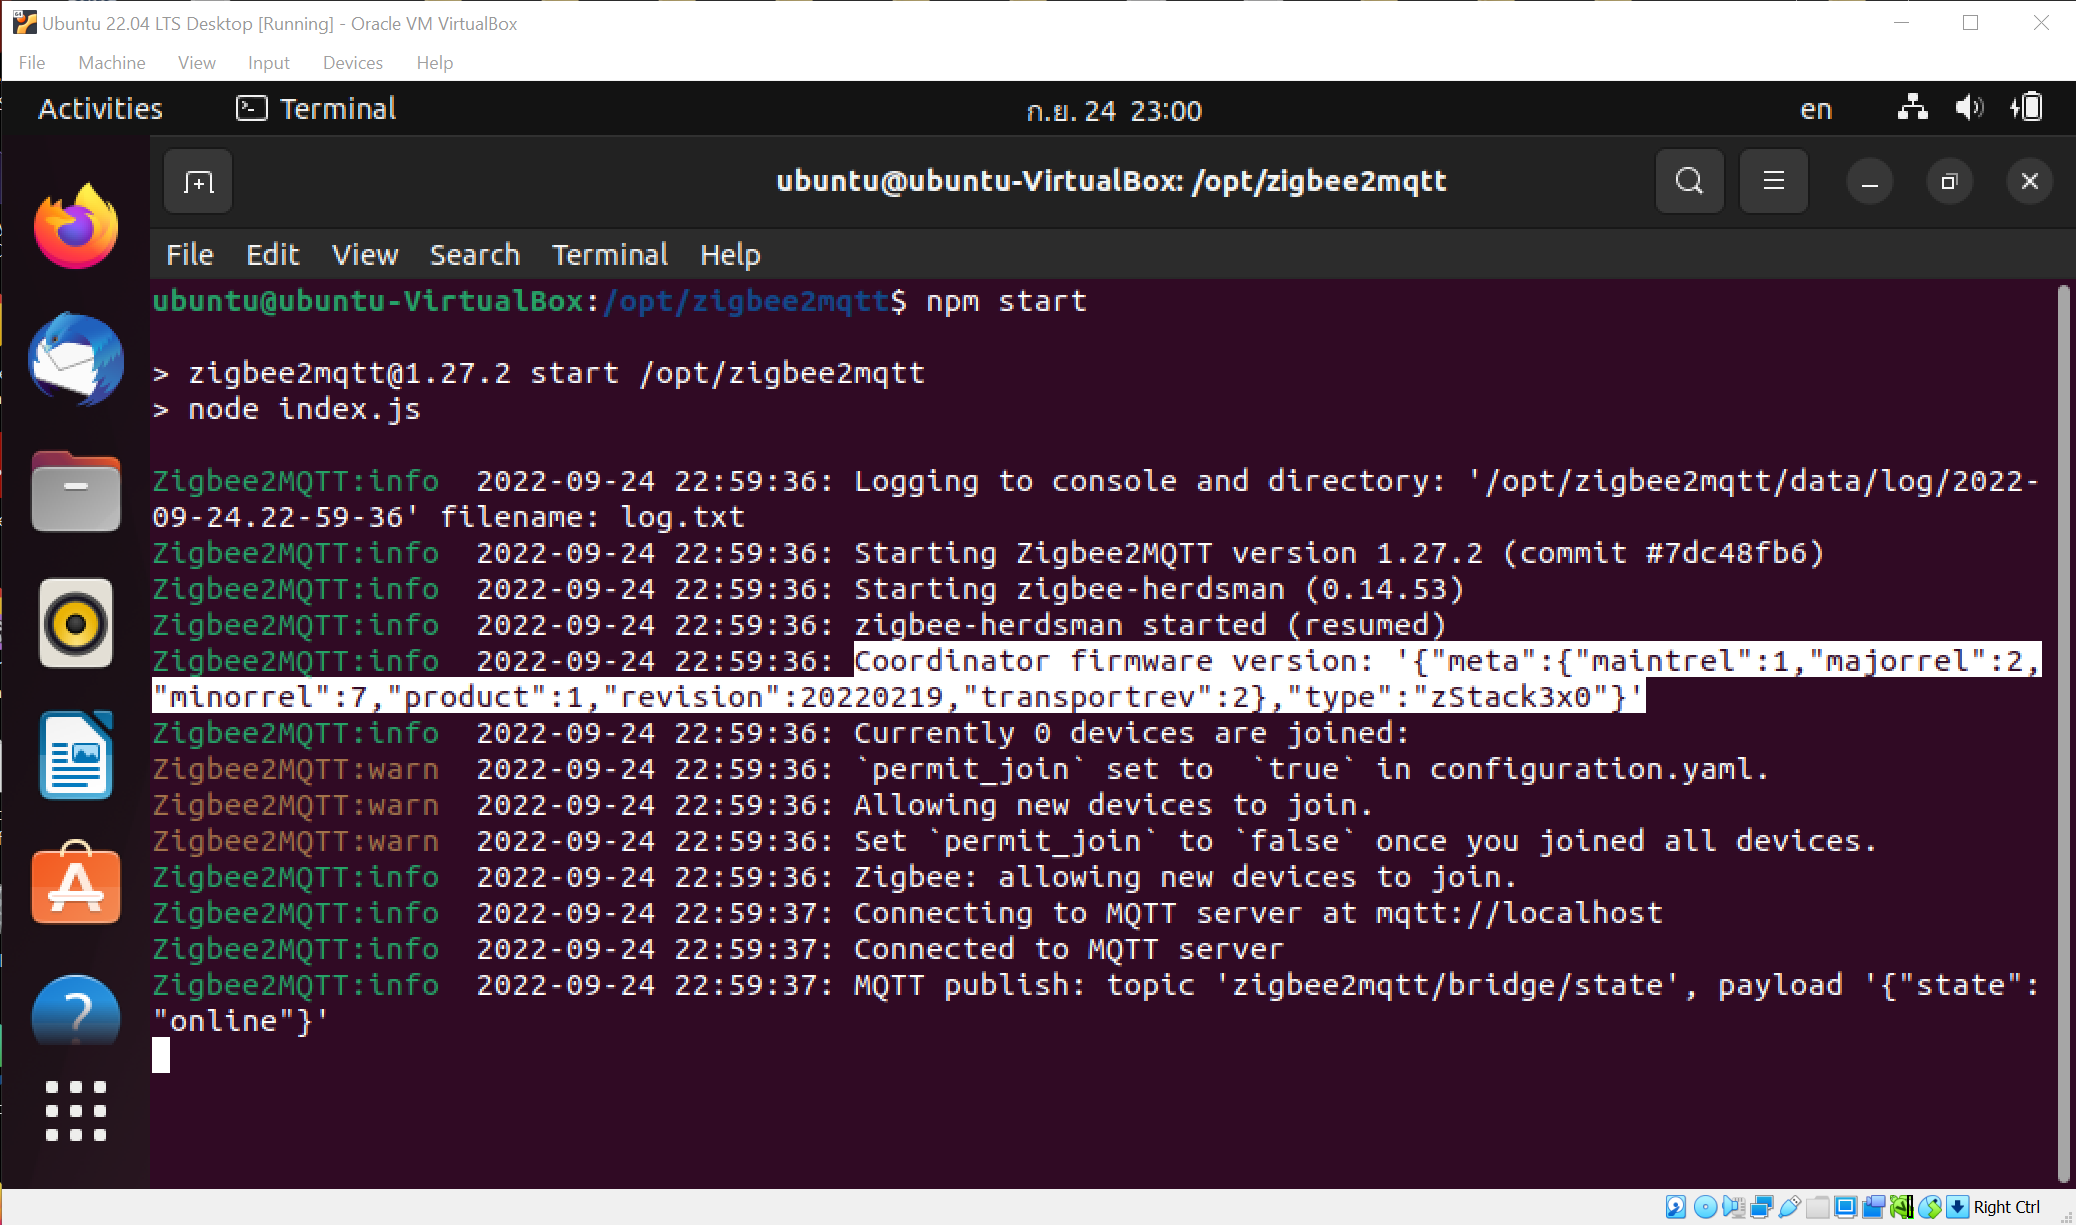 Ubuntu 22.04 LTS Desktop [Running] - Oracle VM VirtualBox
File Machine View Input Devices Help
Activities Terminal ก.ย. 24 23:00 en
ubuntu@ubuntu-VirtualBox: /opt/zigbee2mqtt
File Edit View Search Terminal Help
ubuntu@ubuntu-VirtualBox:/opt/zigbee2mqtt$ npm start
> zigbee2mqtt@1.27.2 start /opt/zigbee2mqtt
> node index.js
Zigbee2MQTT:info  2022-09-24 22:59:36: Logging to console and directory: '/opt/zigbee2mqtt/data/log/2022-
09-24.22-59-36' filename: log.txt
Zigbee2MQTT:info  2022-09-24 22:59:36: Starting Zigbee2MQTT version 1.27.2 (commit #7dc48fb6)
Zigbee2MQTT:info  2022-09-24 22:59:36: Starting zigbee-herdsman (0.14.53)
Zigbee2MQTT:info  2022-09-24 22:59:36: zigbee-herdsman started (resumed)
Zigbee2MQTT:info  2022-09-24 22:59:36: Coordinator firmware version: '{"meta":{"maintrel":1,"majorrel":2,
"minorrel":7,"product":1,"revision":20220219,"transportrev":2},"type":"zStack3x0"}'
Zigbee2MQTT:info  2022-09-24 22:59:36: Currently 0 devices are joined:
Zigbee2MQTT:warn  2022-09-24 22:59:36: `permit_join` set to  `true` in configuration.yaml.
Zigbee2MQTT:warn  2022-09-24 22:59:36: Allowing new devices to join.
Zigbee2MQTT:warn  2022-09-24 22:59:36: Set `permit_join` to `false` once you joined all devices.
Zigbee2MQTT:info  2022-09-24 22:59:36: Zigbee: allowing new devices to join.
Zigbee2MQTT:info  2022-09-24 22:59:37: Connecting to MQTT server at mqtt://localhost
Zigbee2MQTT:info  2022-09-24 22:59:37: Connected to MQTT server
Zigbee2MQTT:info  2022-09-24 22:59:37: MQTT publish: topic 'zigbee2mqtt/bridge/state', payload '{"state":
"online"}'
Right Ctrl